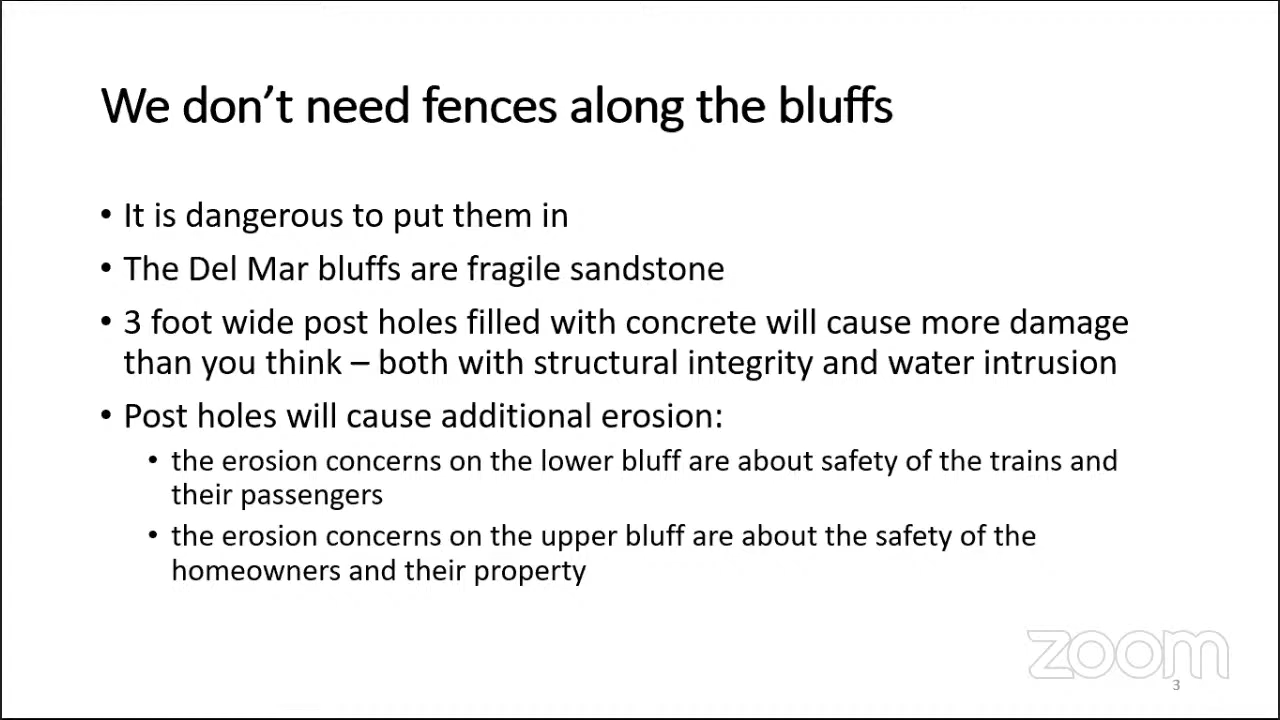 We don’t need fences along the bluffs
• It is dangerous to put them in
• The Del Mar bluffs are fragile sandstone
• 3 foot wide post holes filled with concrete will cause more damage
than you think – both with structural integrity and water intrusion
• Post holes will cause additional erosion:
• the erosion concerns on the lower bluff are about safety of the trains and
their passengers
• the erosion concerns on the upper bluff are about the safety of the
homeowners and their property
zoom
3